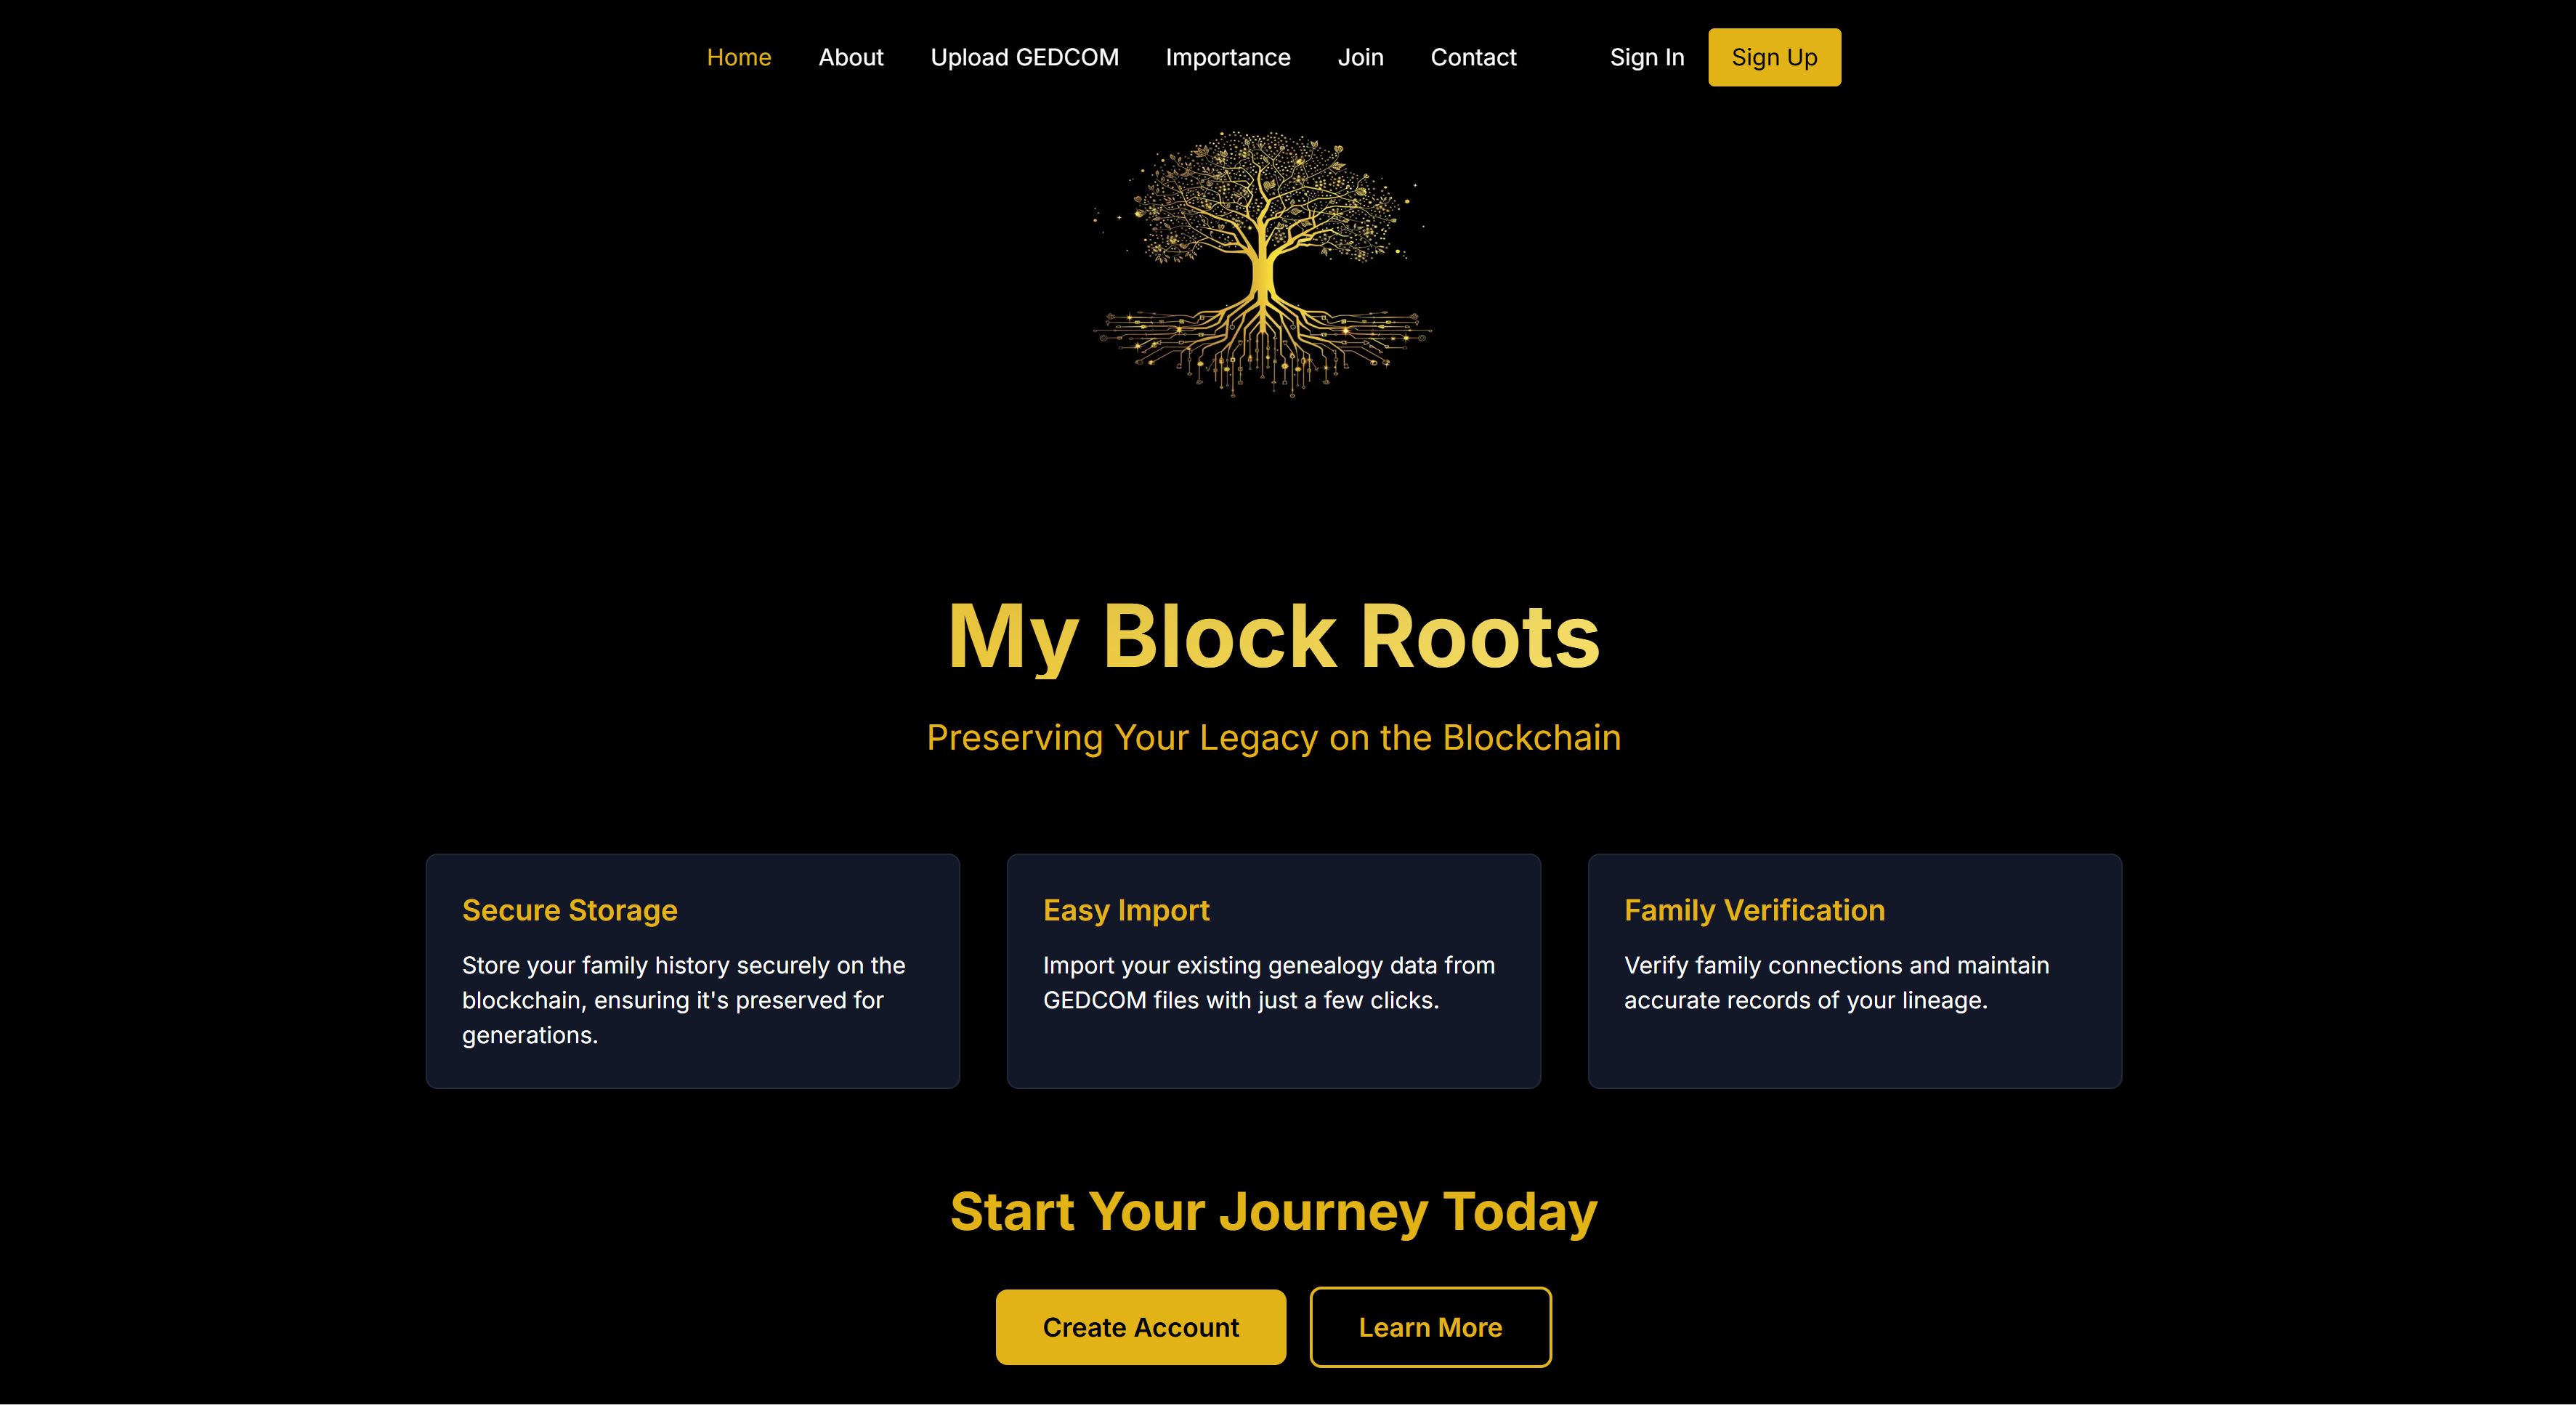 Home About Upload GEDCOM Importance Join Contact Sign In Sign Up
My Block Roots
Preserving Your Legacy on the Blockchain
Secure Storage
Store your family history securely on the
blockchain, ensuring it's preserved for
generations.
Easy Import
Import your existing genealogy data from
GEDCOM files with just a few clicks.
Family Verification
Verify family connections and maintain
accurate records of your lineage.
Start Your Journey Today
Create Account Learn More